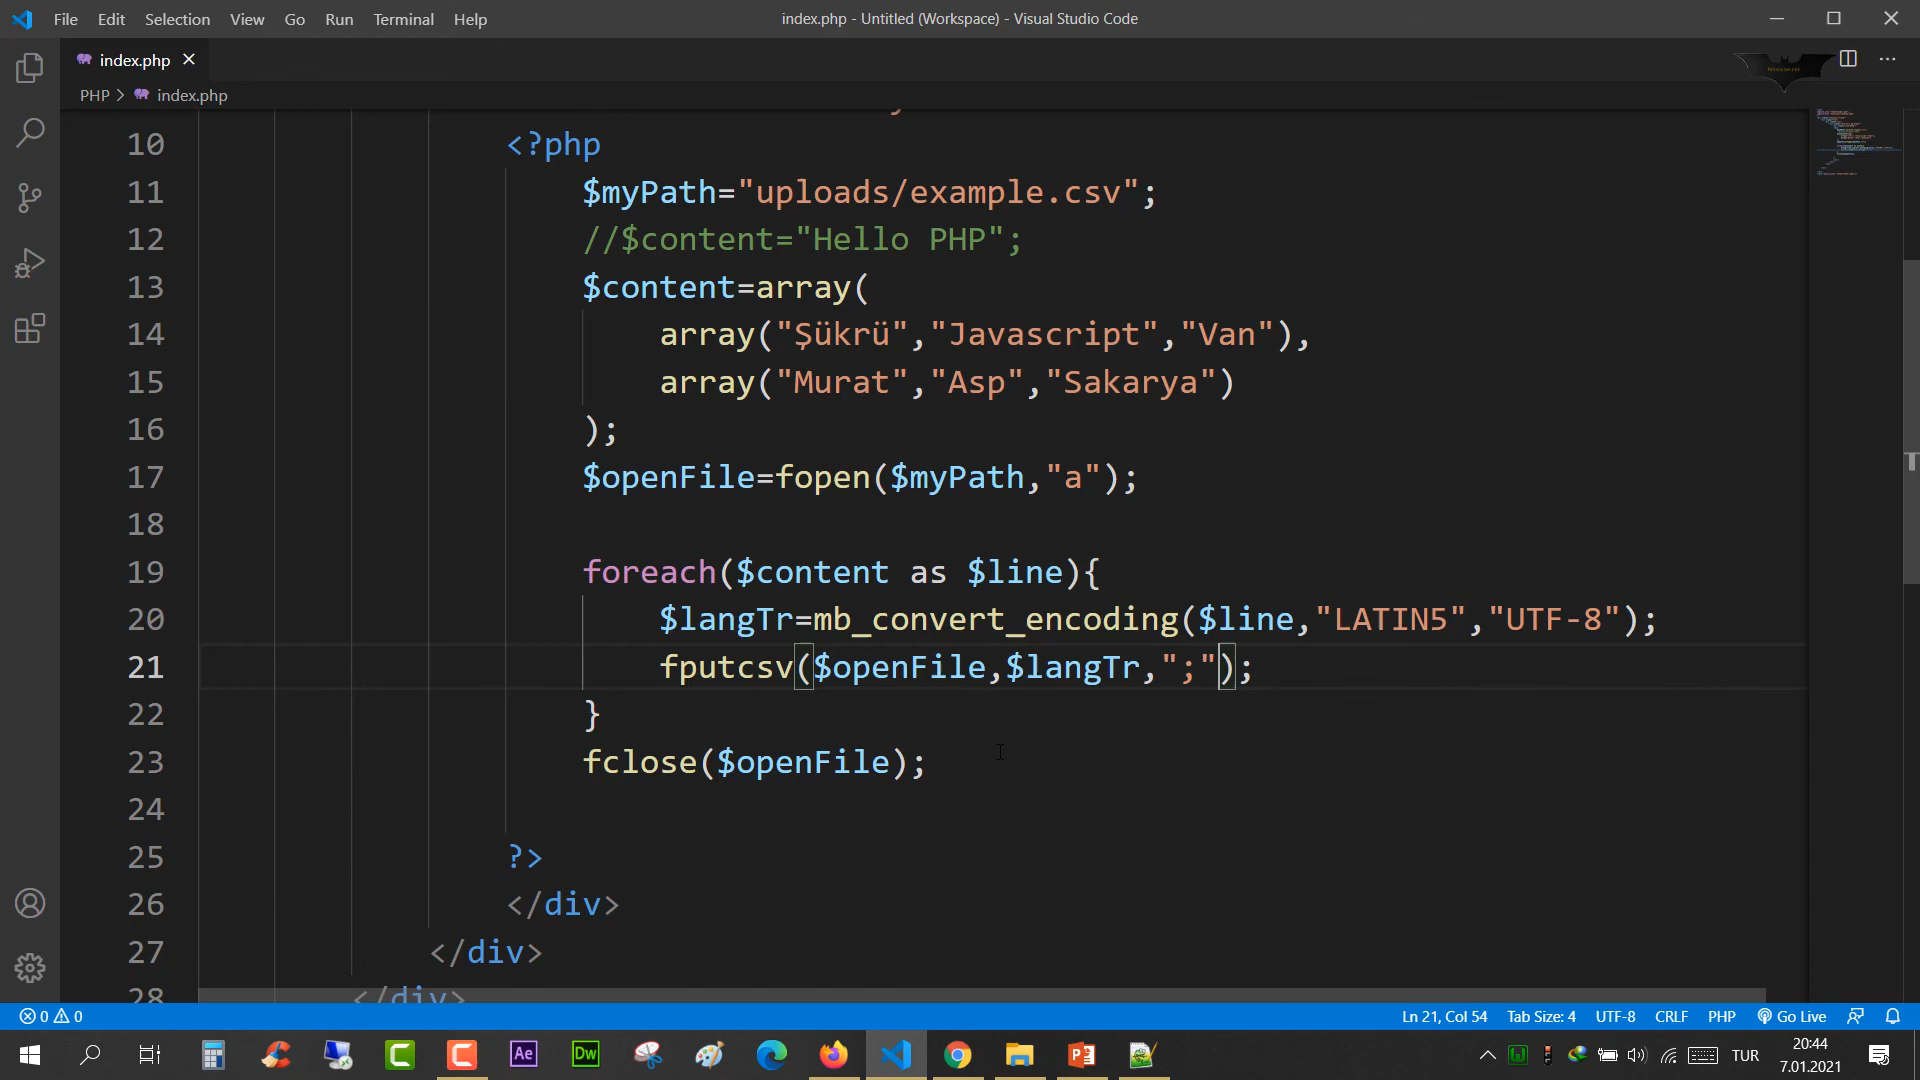 File Edit Selection View Go Run Terminal Help
index.php - Untitled (Workspace) - Visual Studio Code
index.php
PHP > index.php
10 <?php
11 $myPath="uploads/example.csv";
12 //$content="Hello PHP";
13 $content=array(
14 array("Şükrü","Javascript","Van"),
15 array("Murat","Asp","Sakarya")
16 );
17 $openFile=fopen($myPath,"a");
18
19 foreach($content as $line){
20 $langTr=mb_convert_encoding($line,"LATIN5","UTF-8");
21 fputcsv($openFile,$langTr,";");
22 }
23 fclose($openFile);
24
25 ?>
26 </div>
27 </div>
28 </div>
0 0
Ln 21, Col 54 Tab Size: 4 UTF-8 CRLF PHP Go Live
Ae Dw
TUR
20:44
7.01.2021